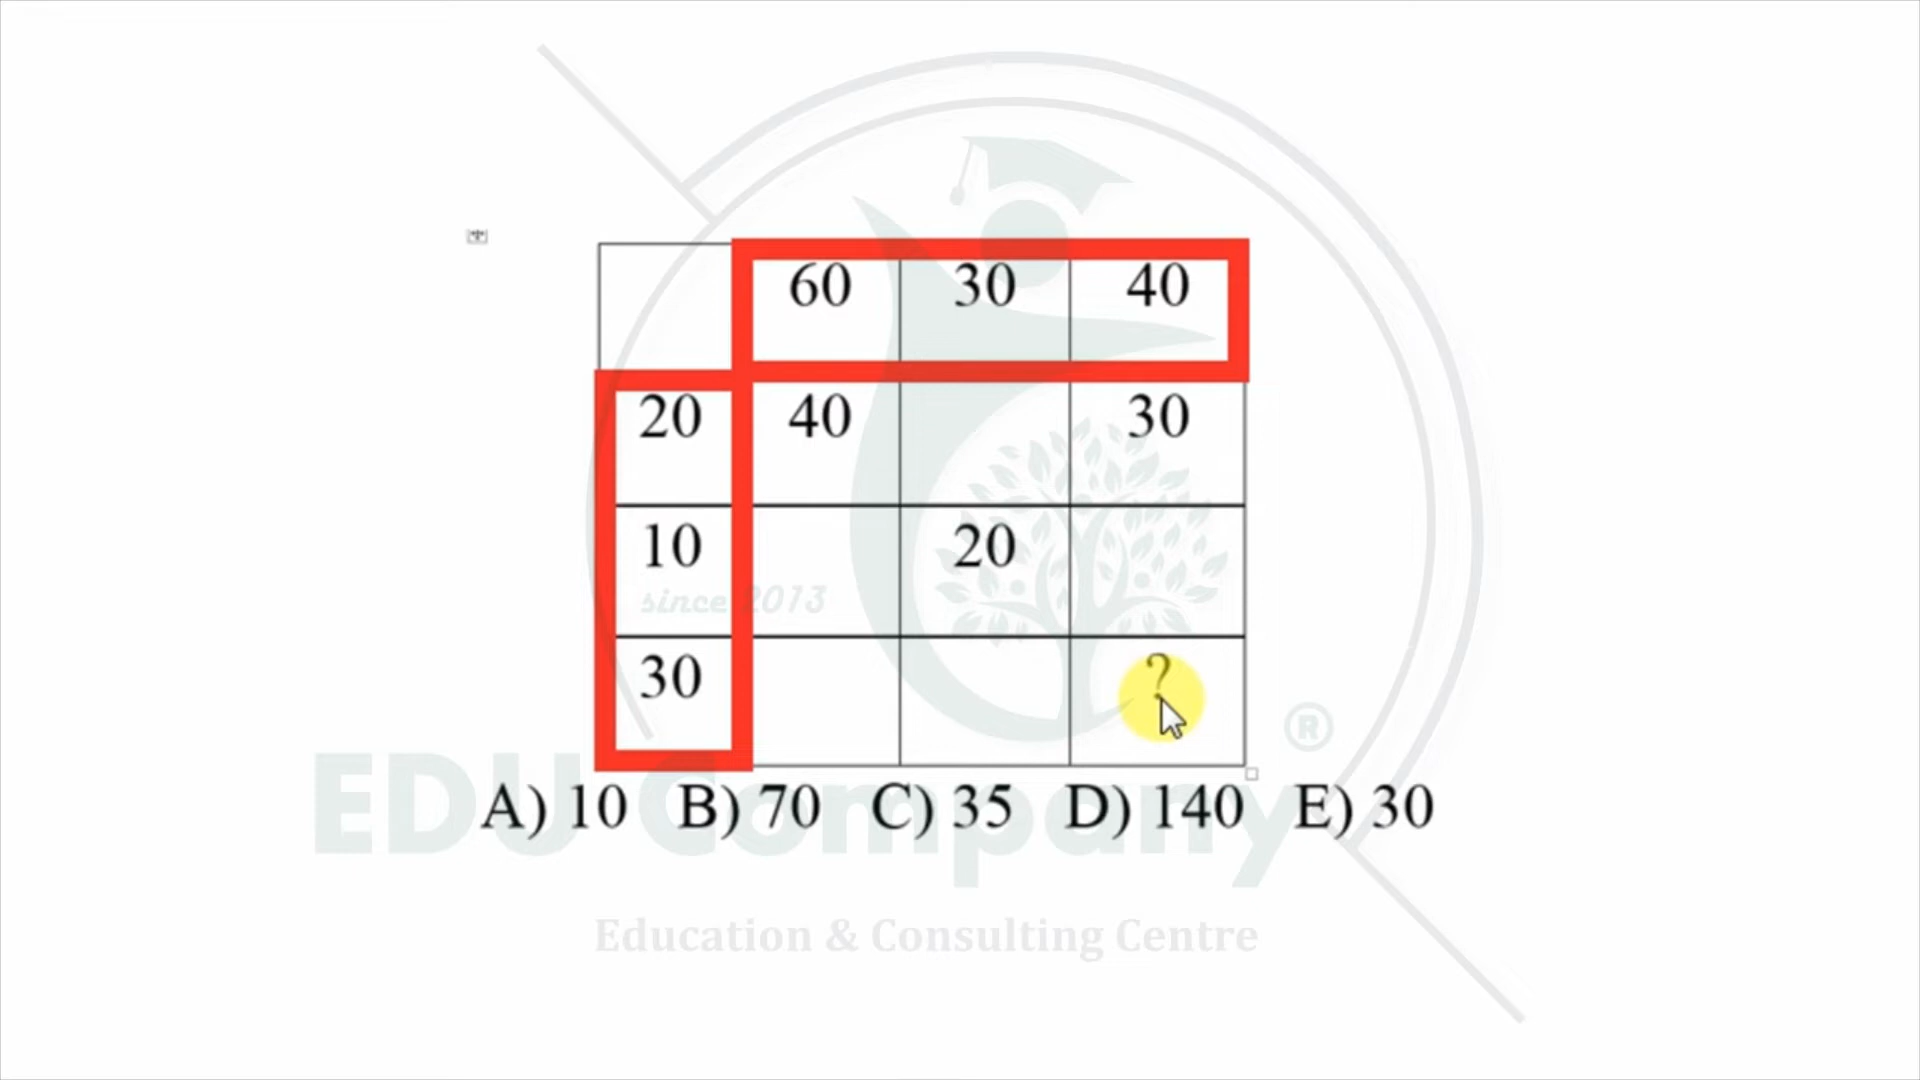 60 30 40
20 40 30
10 20
since 2013
30 ?
®
A) 10 B) 70 C) 35 D) 140 E) 30
EDU Company
Education & Consulting Centre